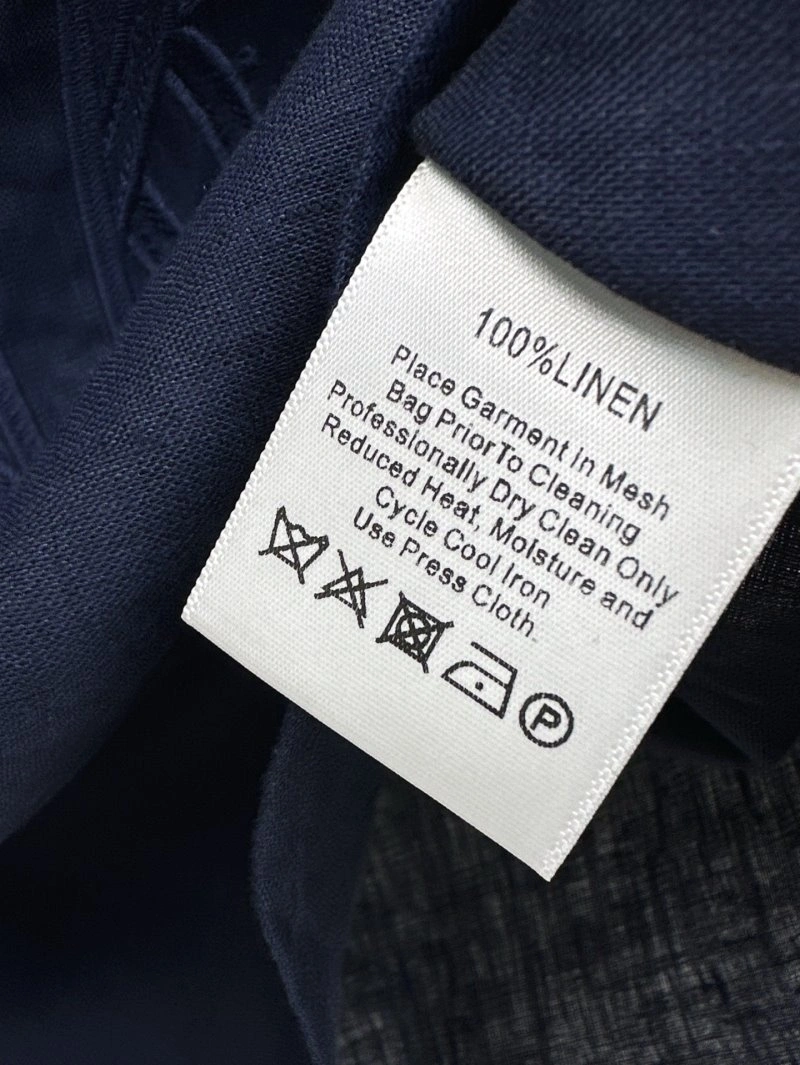 100%LINEN
Place Garment in Mesh
Bag PriorTo Cleaning
Professionally Dry Clean Only
Reduced Heat, Molsture and
Cycle Cool Iron
Use Press Cloth.
P